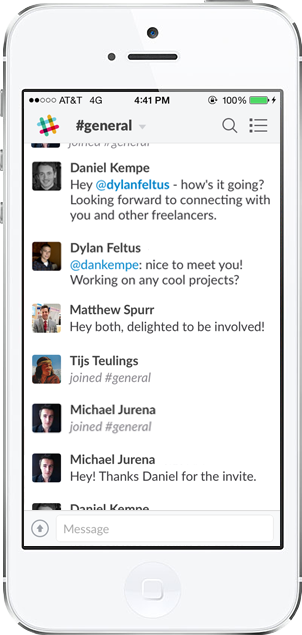 AT&T 4G 4:41 PM 100%
#general
joined #general
Daniel Kempe
Hey @dylanfeltus - how's it going?
Looking forward to connecting with
you and other freelancers.
Dylan Feltus
@dankempe: nice to meet you!
Working on any cool projects?
Matthew Spurr
Hey both, delighted to be involved!
Tijs Teulings
joined #general
Michael Jurena
joined #general
Michael Jurena
Hey! Thanks Daniel for the invite.
Daniel Kempe
Message